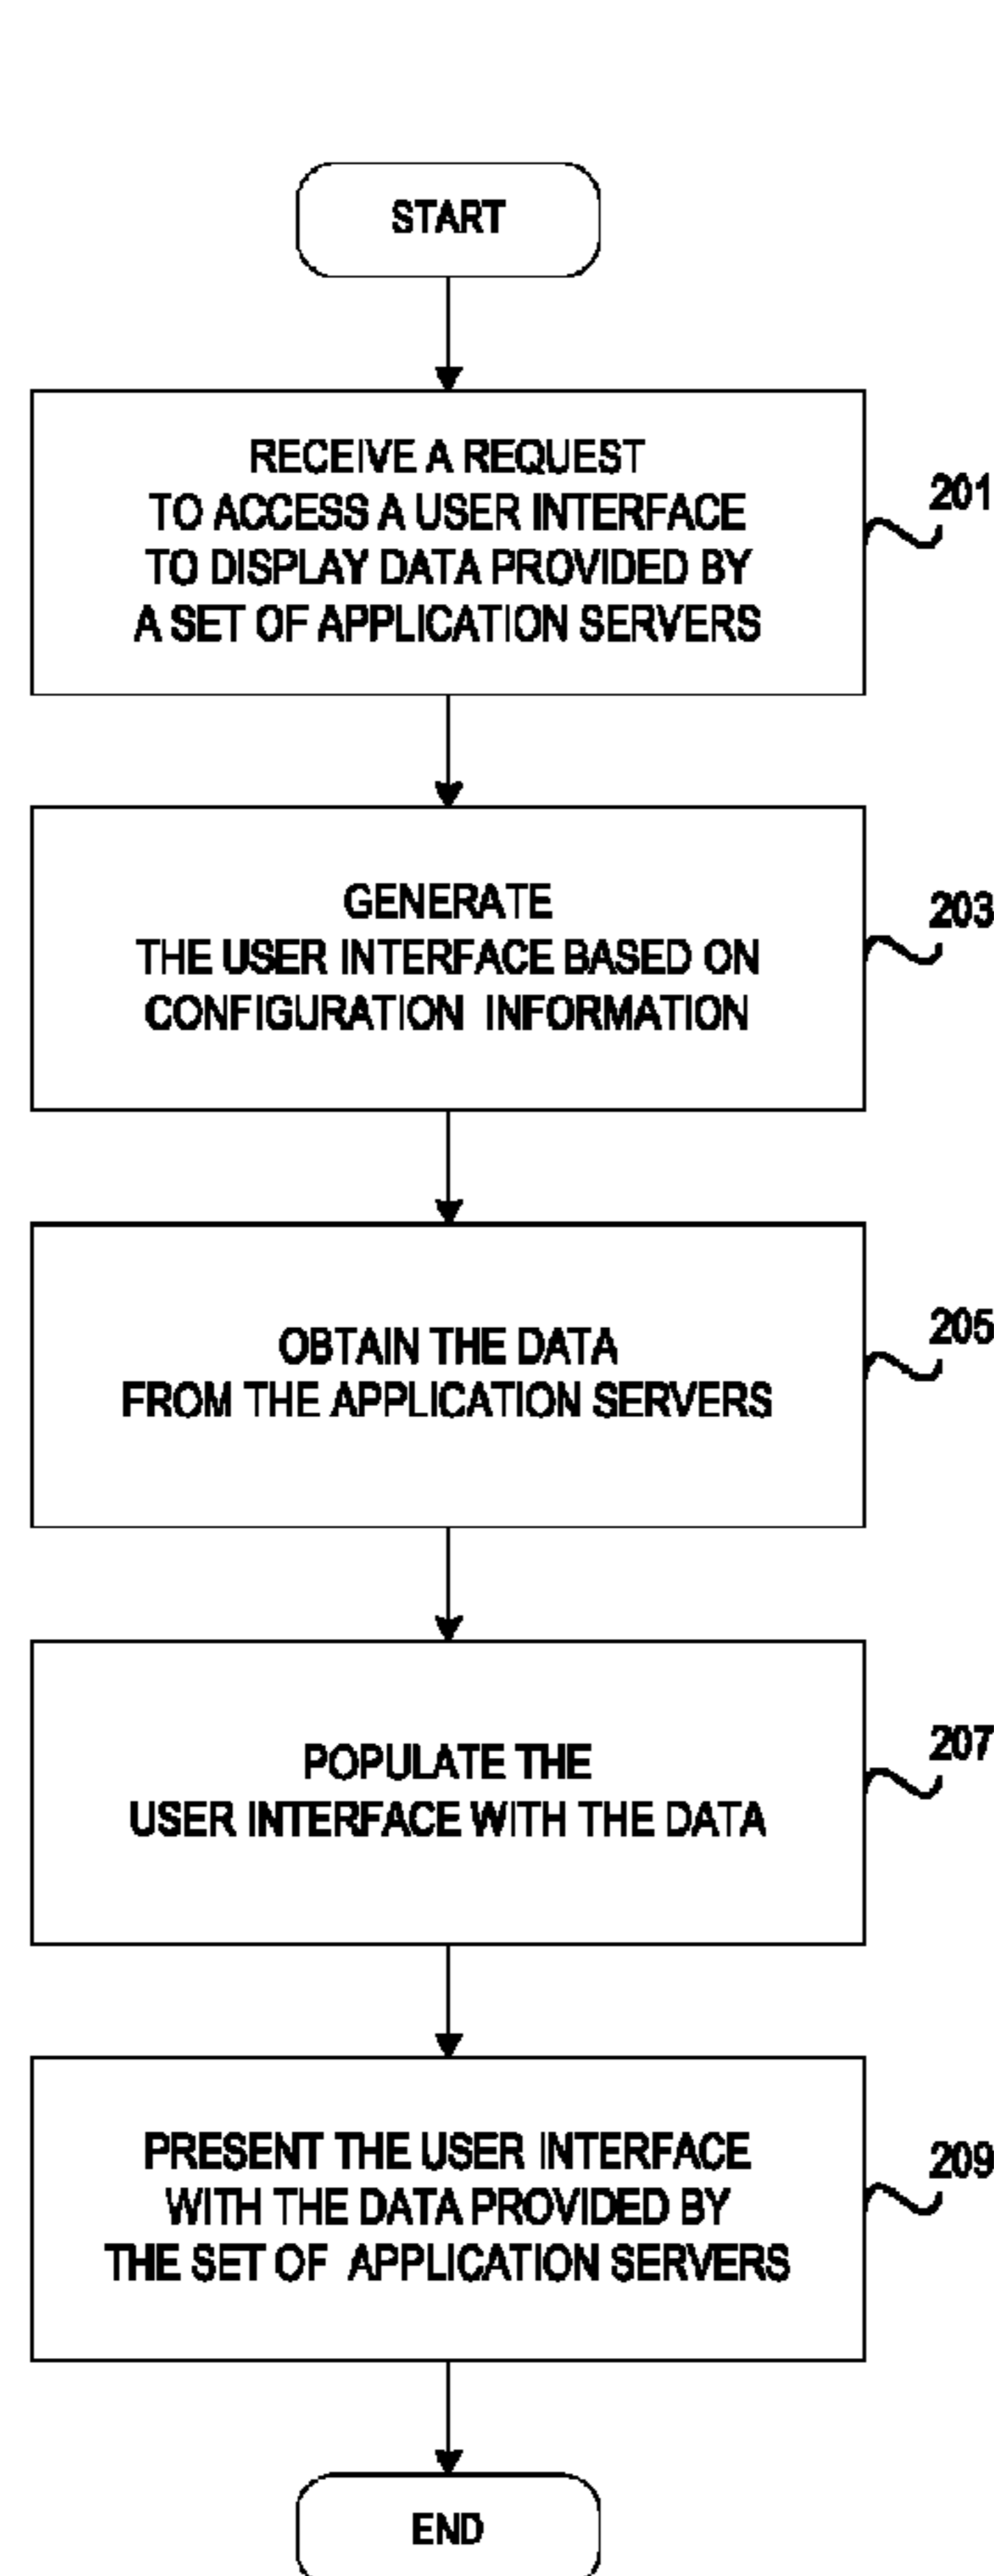 START
RECEIVE A REQUEST
TO ACCESS A USER INTERFACE
TO DISPLAY DATA PROVIDED BY
A SET OF APPLICATION SERVERS
201
GENERATE
THE USER INTERFACE BASED ON
CONFIGURATION INFORMATION
203
OBTAIN THE DATA
FROM THE APPLICATION SERVERS
205
POPULATE THE
USER INTERFACE WITH THE DATA
207
PRESENT THE USER INTERFACE
WITH THE DATA PROVIDED BY
THE SET OF APPLICATION SERVERS
209
END